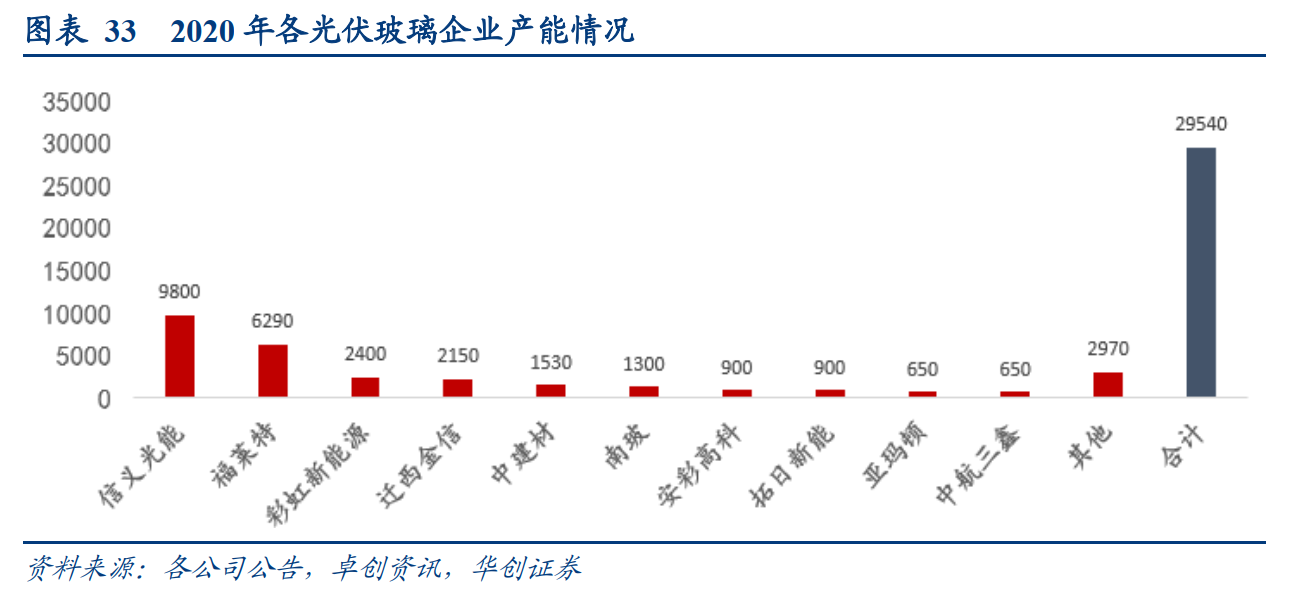 图表 33 2020 年各光伏玻璃企业产能情况
35000
30000
25000
20000
15000
10000
5000
0
9800
6290
2400
2150
1530
1300
900
900
650
650
2970
29540
信义光能
福莱特
彩虹新能源
迁西金信
中建材
南玻
安彩高科
拓日新能
亚玛顿
中航三鑫
其他
合计
资料来源：各公司公告，卓创资讯，华创证券